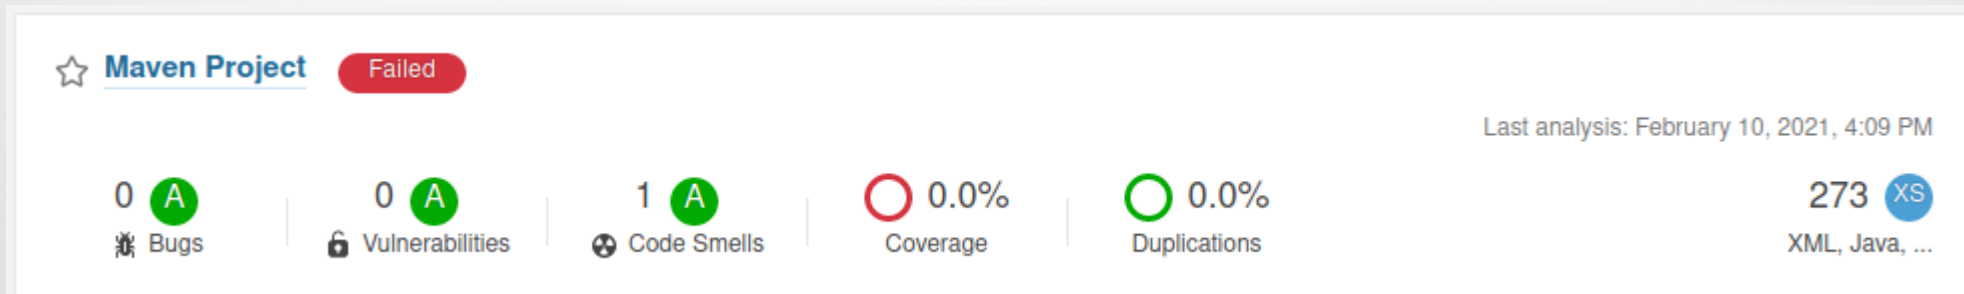 Maven Project Failed
Last analysis: February 10, 2021, 4:09 PM
0 A 0 A 1 A 0.0% 0.0% 273 XS
Bugs Vulnerabilities Code Smells Coverage Duplications XML, Java, ...